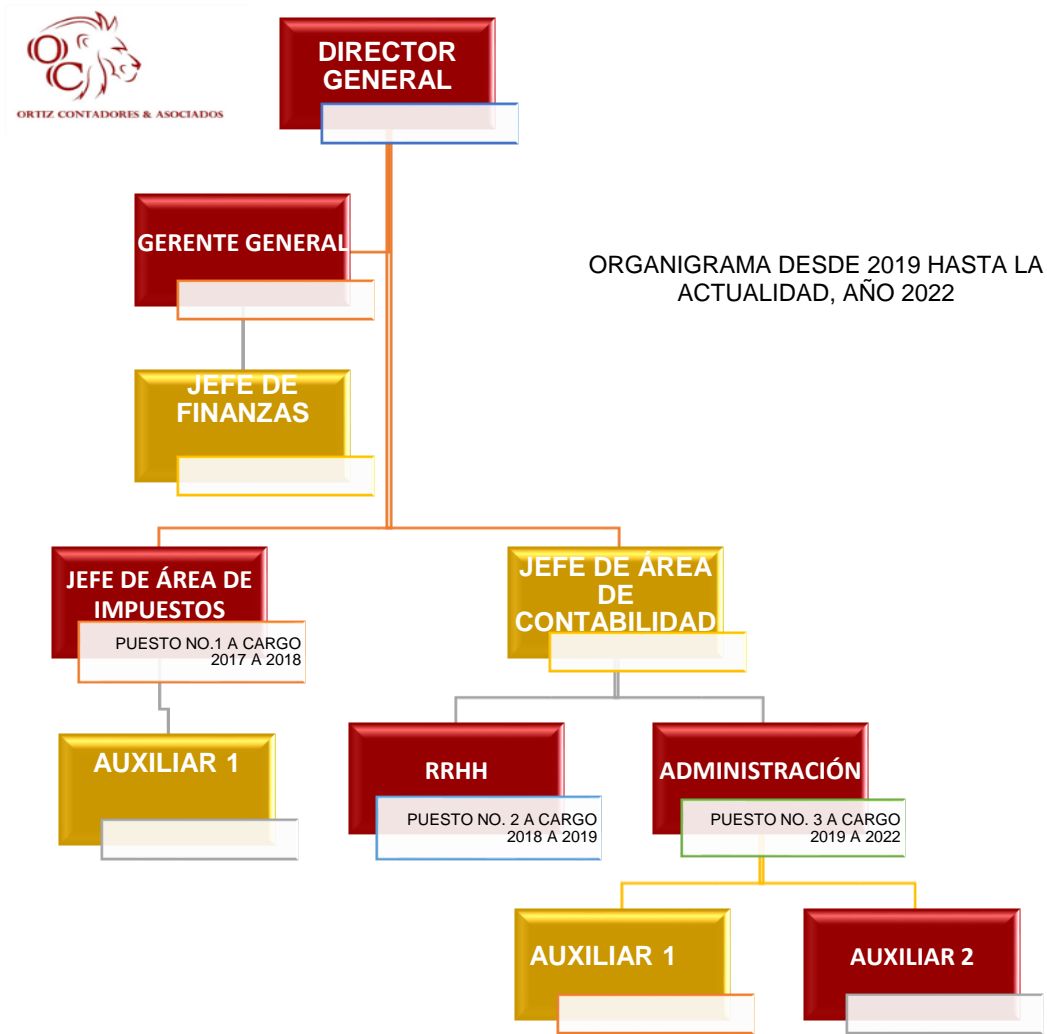 OC
ORTIZ CONTADORES & ASOCIADOS
DIRECTOR
GENERAL
GERENTE GENERAL
ORGANIGRAMA DESDE 2019 HASTA LA
ACTUALIDAD, AÑO 2022
JEFE DE
FINANZAS
JEFE DE ÁREA DE
IMPUESTOS
PUESTO NO.1 A CARGO
2017 A 2018
JEFE DE ÁREA
DE
CONTABILIDAD
AUXILIAR 1
RRHH
PUESTO NO. 2 A CARGO
2018 A 2019
ADMINISTRACIÓN
PUESTO NO. 3 A CARGO
2019 A 2022
AUXILIAR 1
AUXILIAR 2